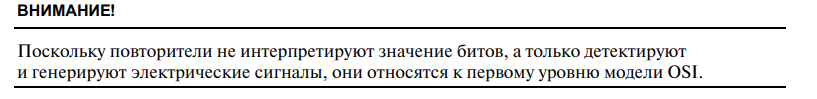 ВНИМАНИЕ!
Поскольку повторители не интерпретируют значение битов, а только детектируют
и генерируют электрические сигналы, они относятся к первому уровню модели OSI.